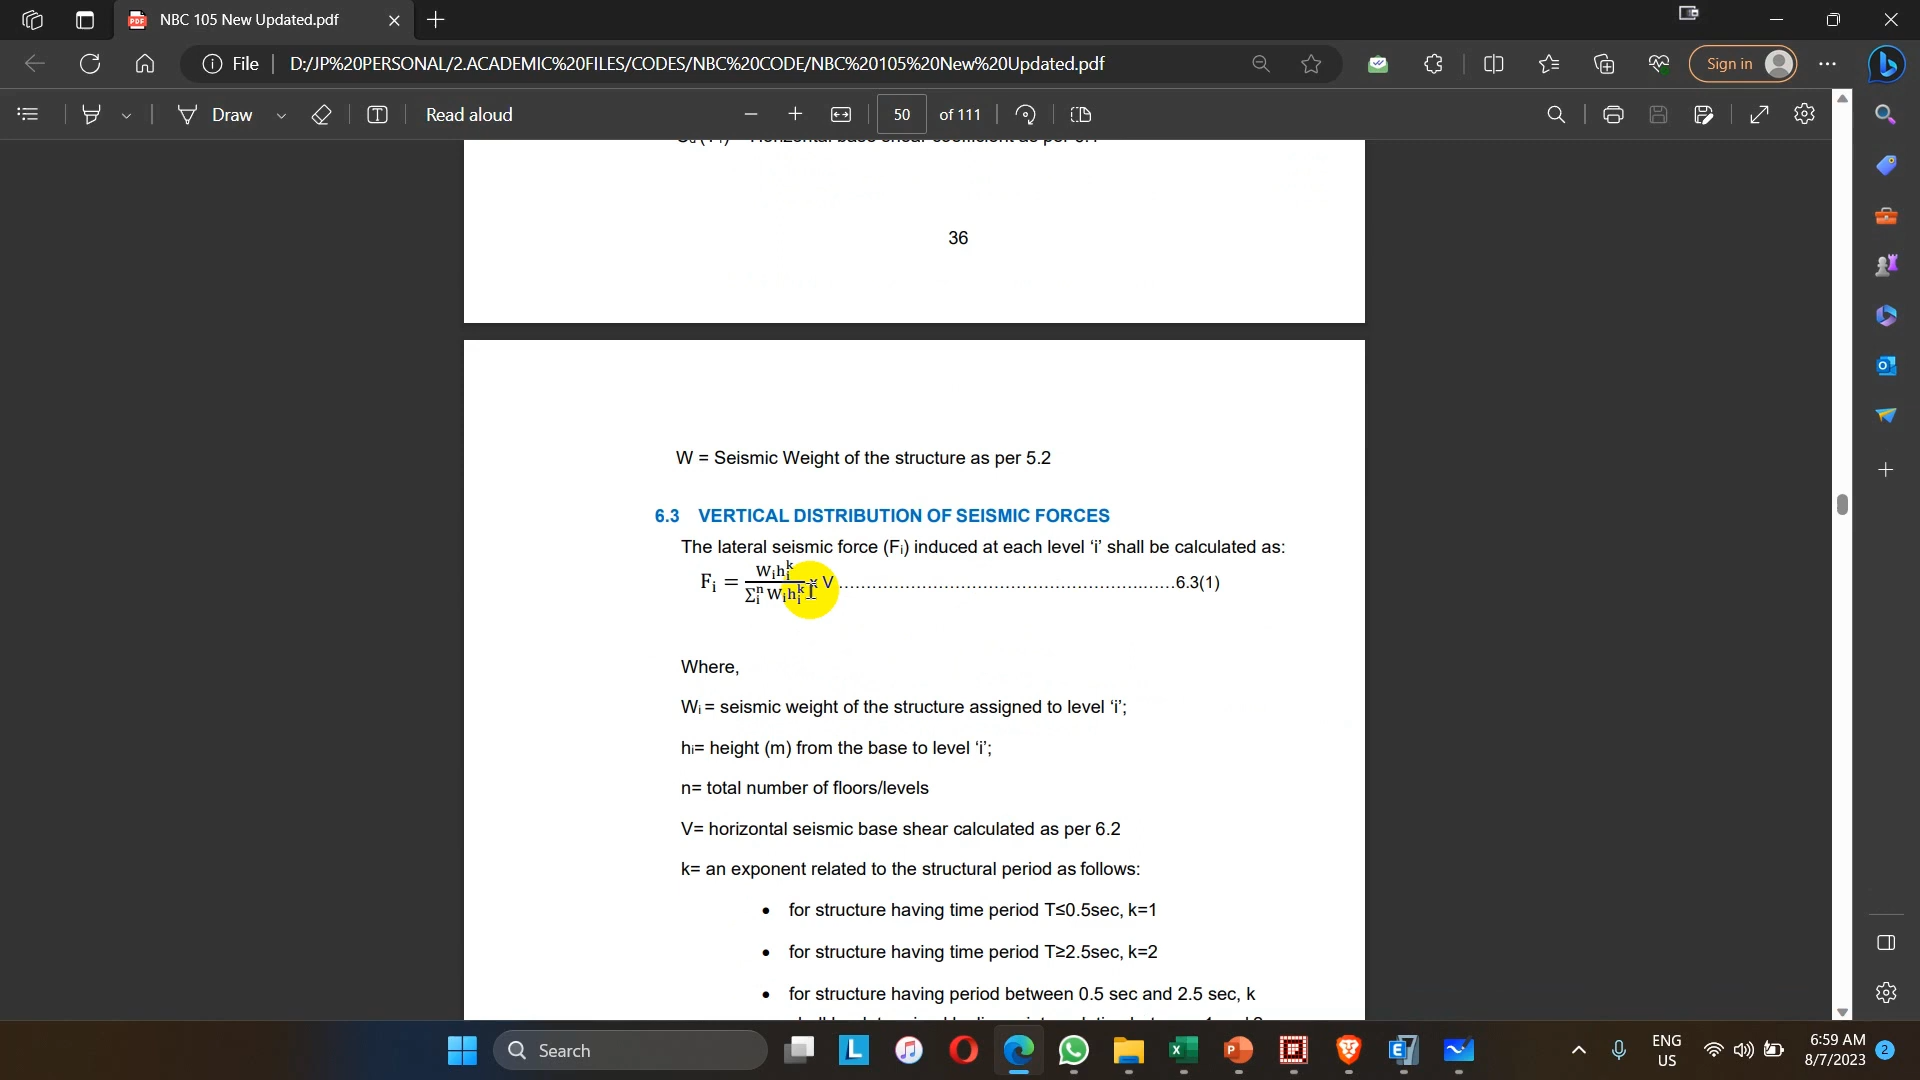 NBC 105 New Updated.pdf
File
D:/JP%20PERSONAL/2.ACADEMIC%20FILES/CODES/NBC%20CODE/NBC%20105%20New%20Updated.pdf
Sign in
Draw
Read aloud
50 of 111
36
W = Seismic Weight of the structure as per 5.2
6.3 VERTICAL DISTRIBUTION OF SEISMIC FORCES
The lateral seismic force (Fᵢ) induced at each level ‘i’ shall be calculated as:
Fᵢ = Wᵢhᵢᵏ / ∑ᵢⁿ Wᵢhᵢᵏ × V ............................................................6.3(1)
Where,
Wᵢ = seismic weight of the structure assigned to level ‘i’;
hᵢ= height (m) from the base to level ‘i’;
n= total number of floors/levels
V= horizontal seismic base shear calculated as per 6.2
k= an exponent related to the structural period as follows:
• for structure having time period T≤0.5sec, k=1
• for structure having time period T≥2.5sec, k=2
• for structure having period between 0.5 sec and 2.5 sec, k
Search
ENG
US
6:59 AM
8/7/2023
2